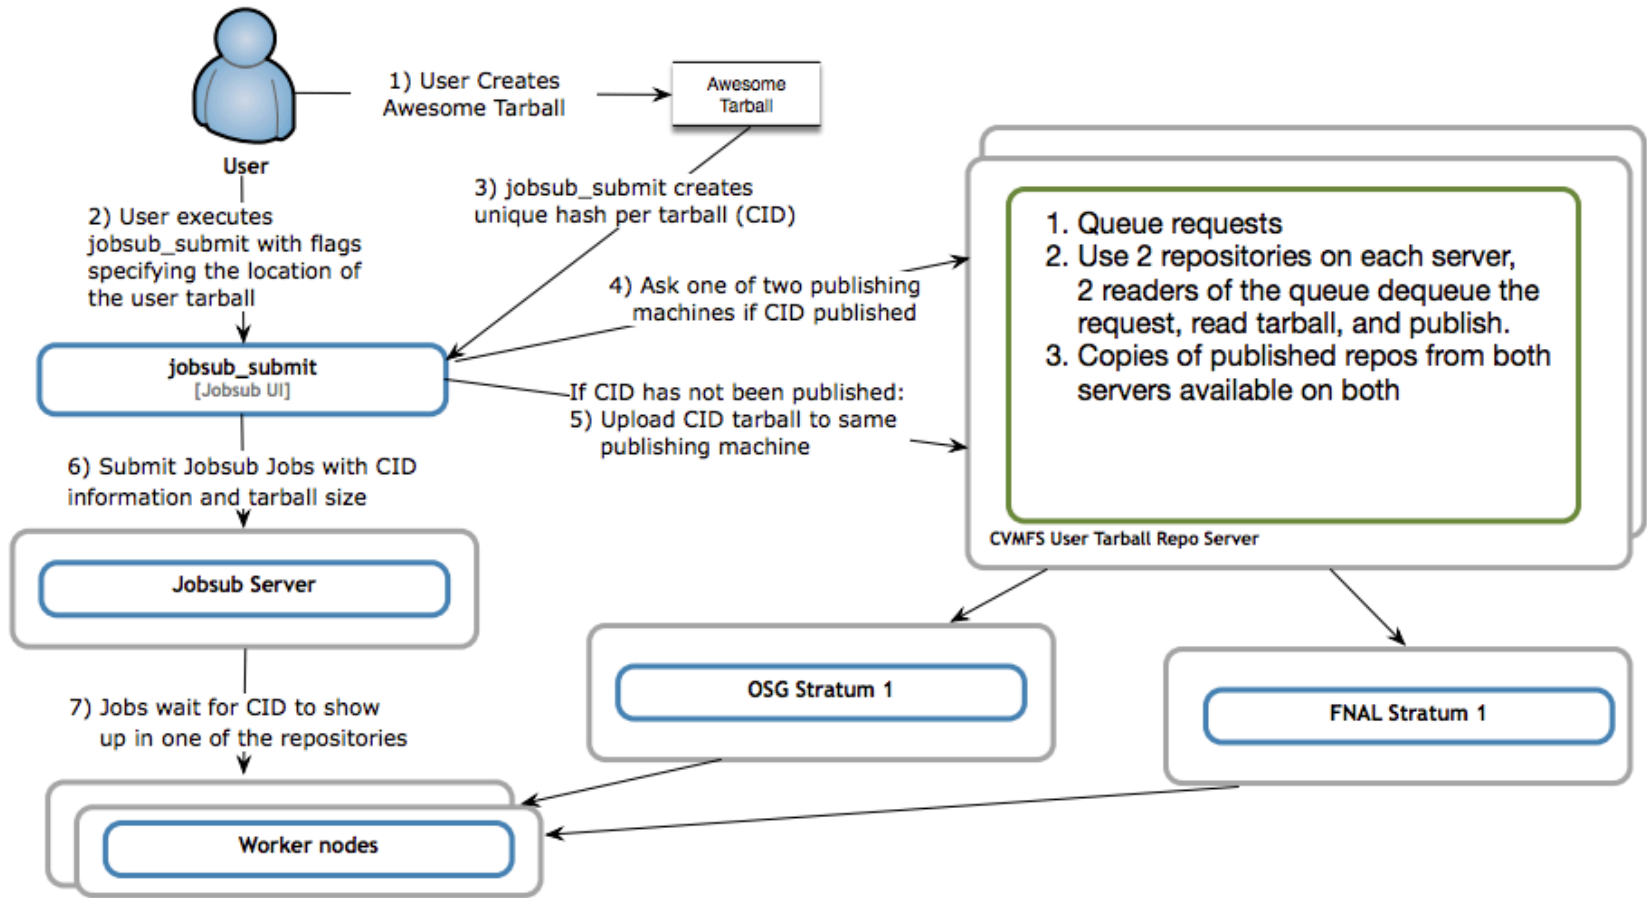 1) User Creates
Awesome Tarball
Awesome
Tarball
User
2) User executes
jobsub_submit with flags
specifying the location of
the user tarball
3) jobsub_submit creates
unique hash per tarball (CID)
4) Ask one of two publishing
machines if CID published
jobsub_submit
[Jobsub UI]
If CID has not been published:
5) Upload CID tarball to same
publishing machine
1. Queue requests
2. Use 2 repositories on each server,
2 readers of the queue dequeue the
request, read tarball, and publish.
3. Copies of published repos from both
servers available on both
CVMFS User Tarball Repo Server
6) Submit Jobsub Jobs with CID
information and tarball size
Jobsub Server
OSG Stratum 1
FNAL Stratum 1
7) Jobs wait for CID to show
up in one of the repositories
Worker nodes